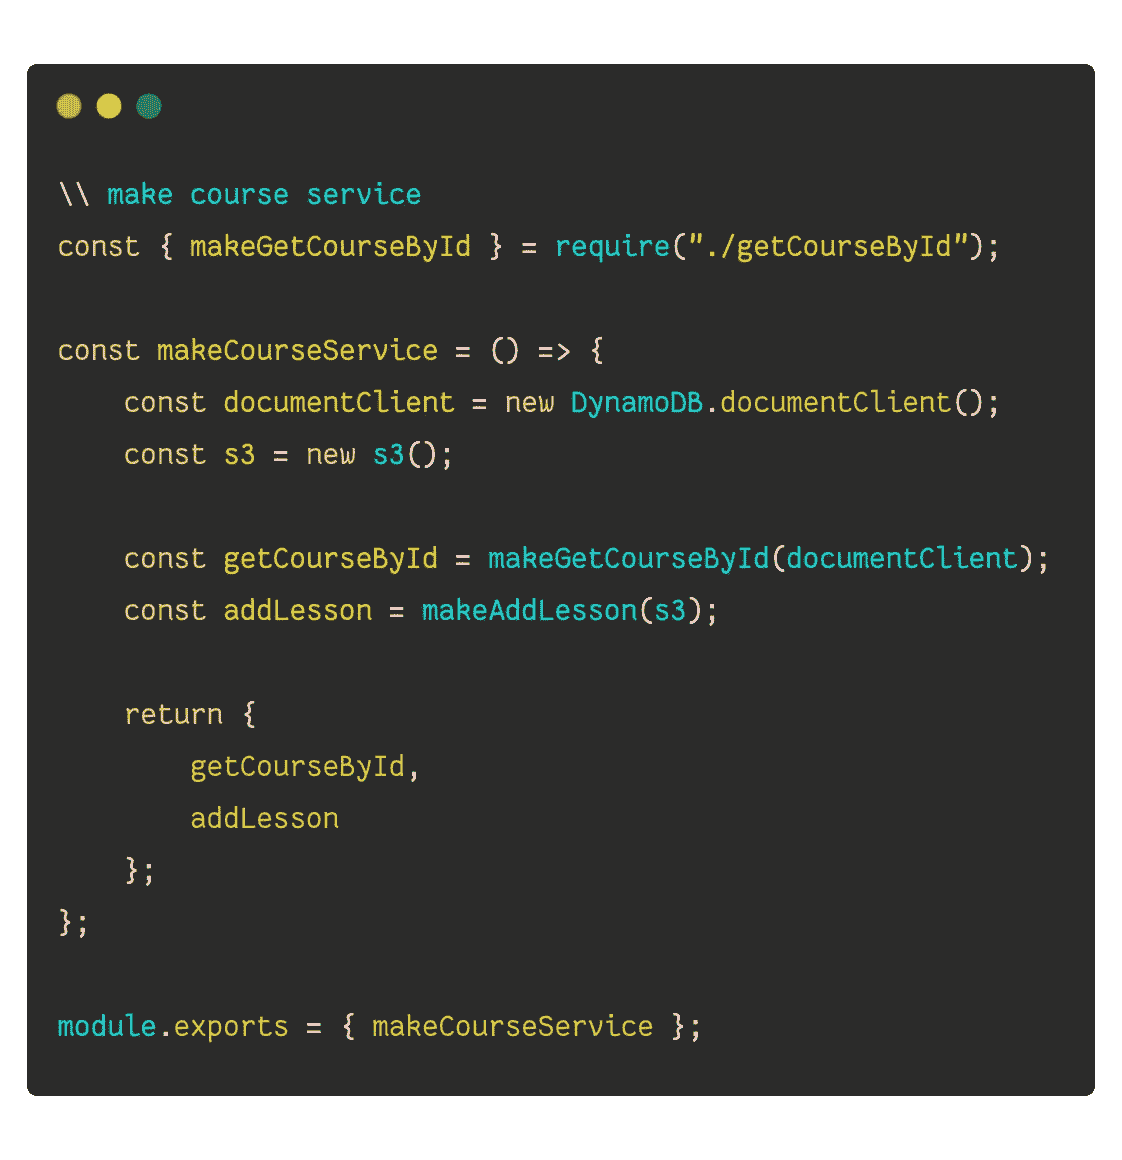 \\ make course service
const { makeGetCourseById } = require("./getCourseById");
const makeCourseService = () => {
const documentClient = new DynamoDB.documentClient();
const s3 = new s3();
const getCourseById = makeGetCourseById(documentClient);
const addLesson = makeAddLesson(s3);
return {
getCourseById,
addLesson
};
};
module.exports = { makeCourseService };